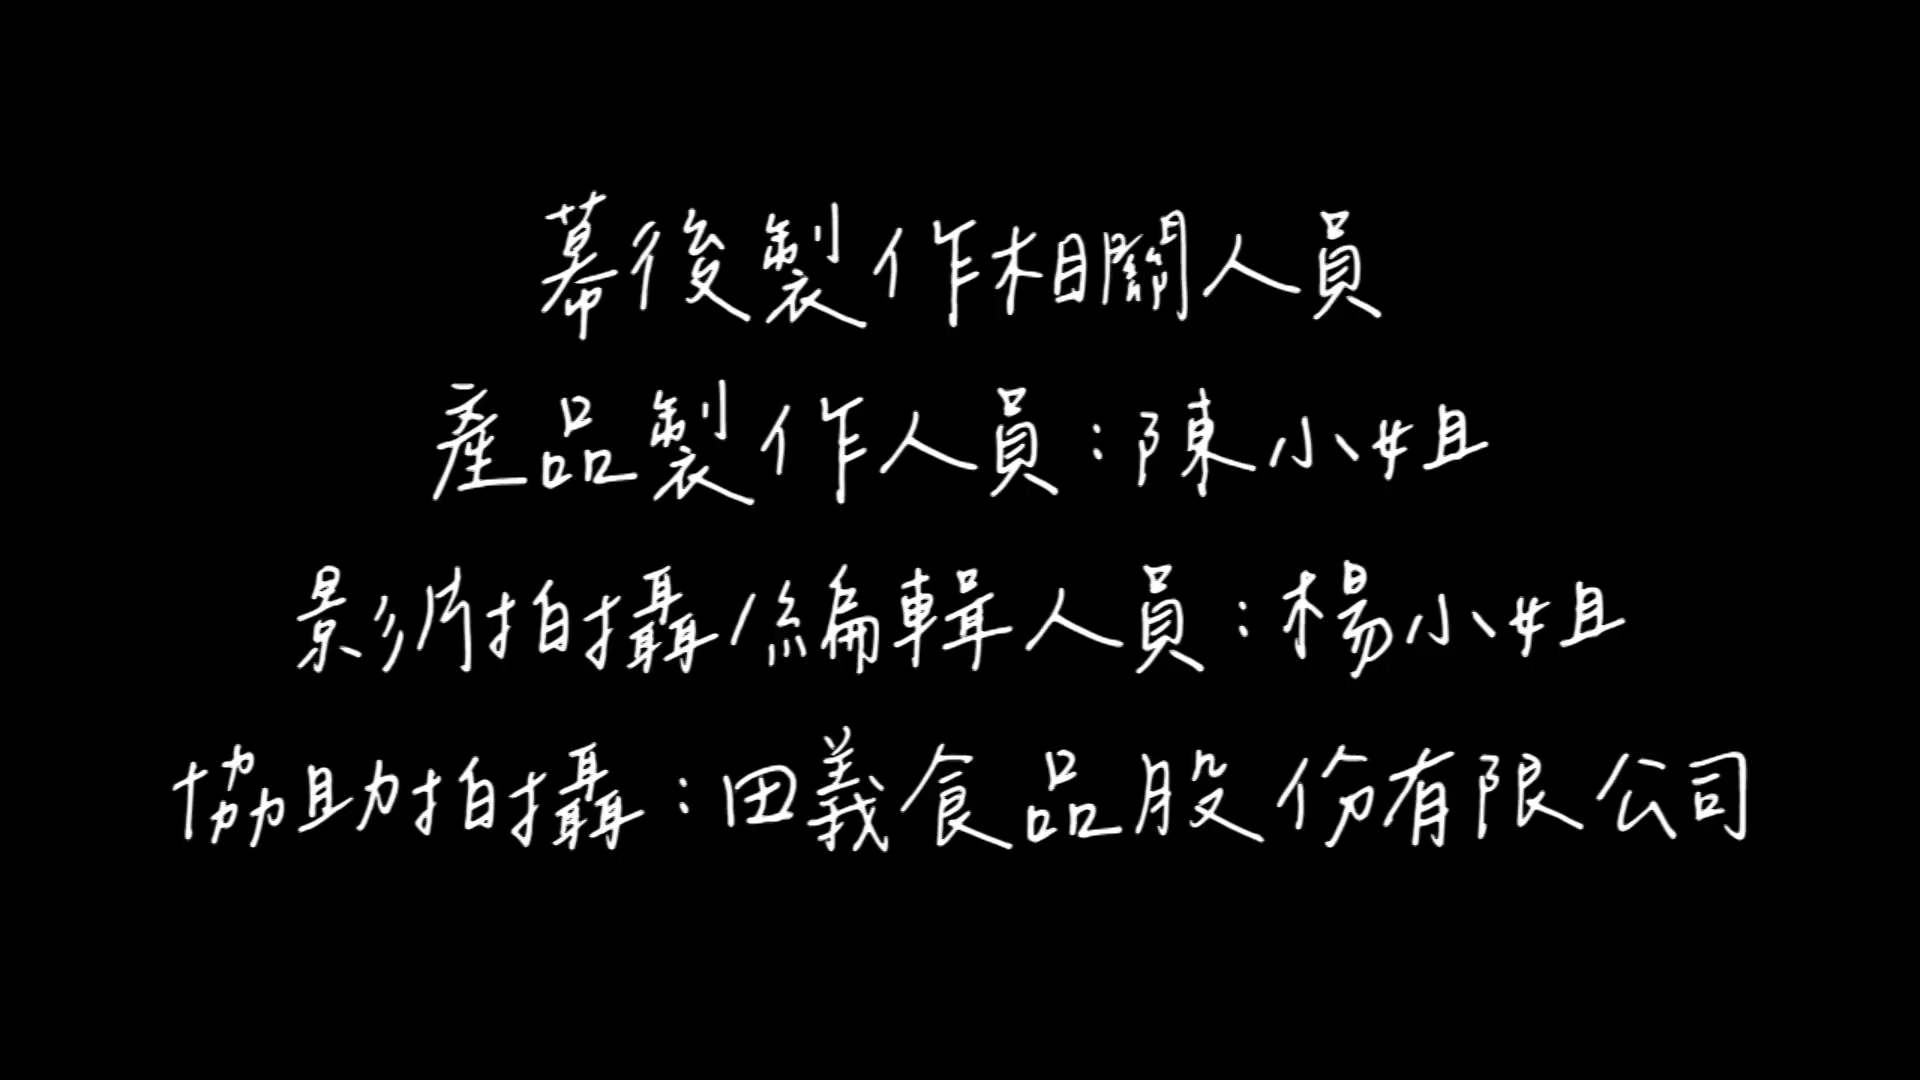 幕後製作相關人員
產品製作人員:陳小姐
影片拍攝/編輯人員:楊小姐
協助拍攝:田義食品股份有限公司